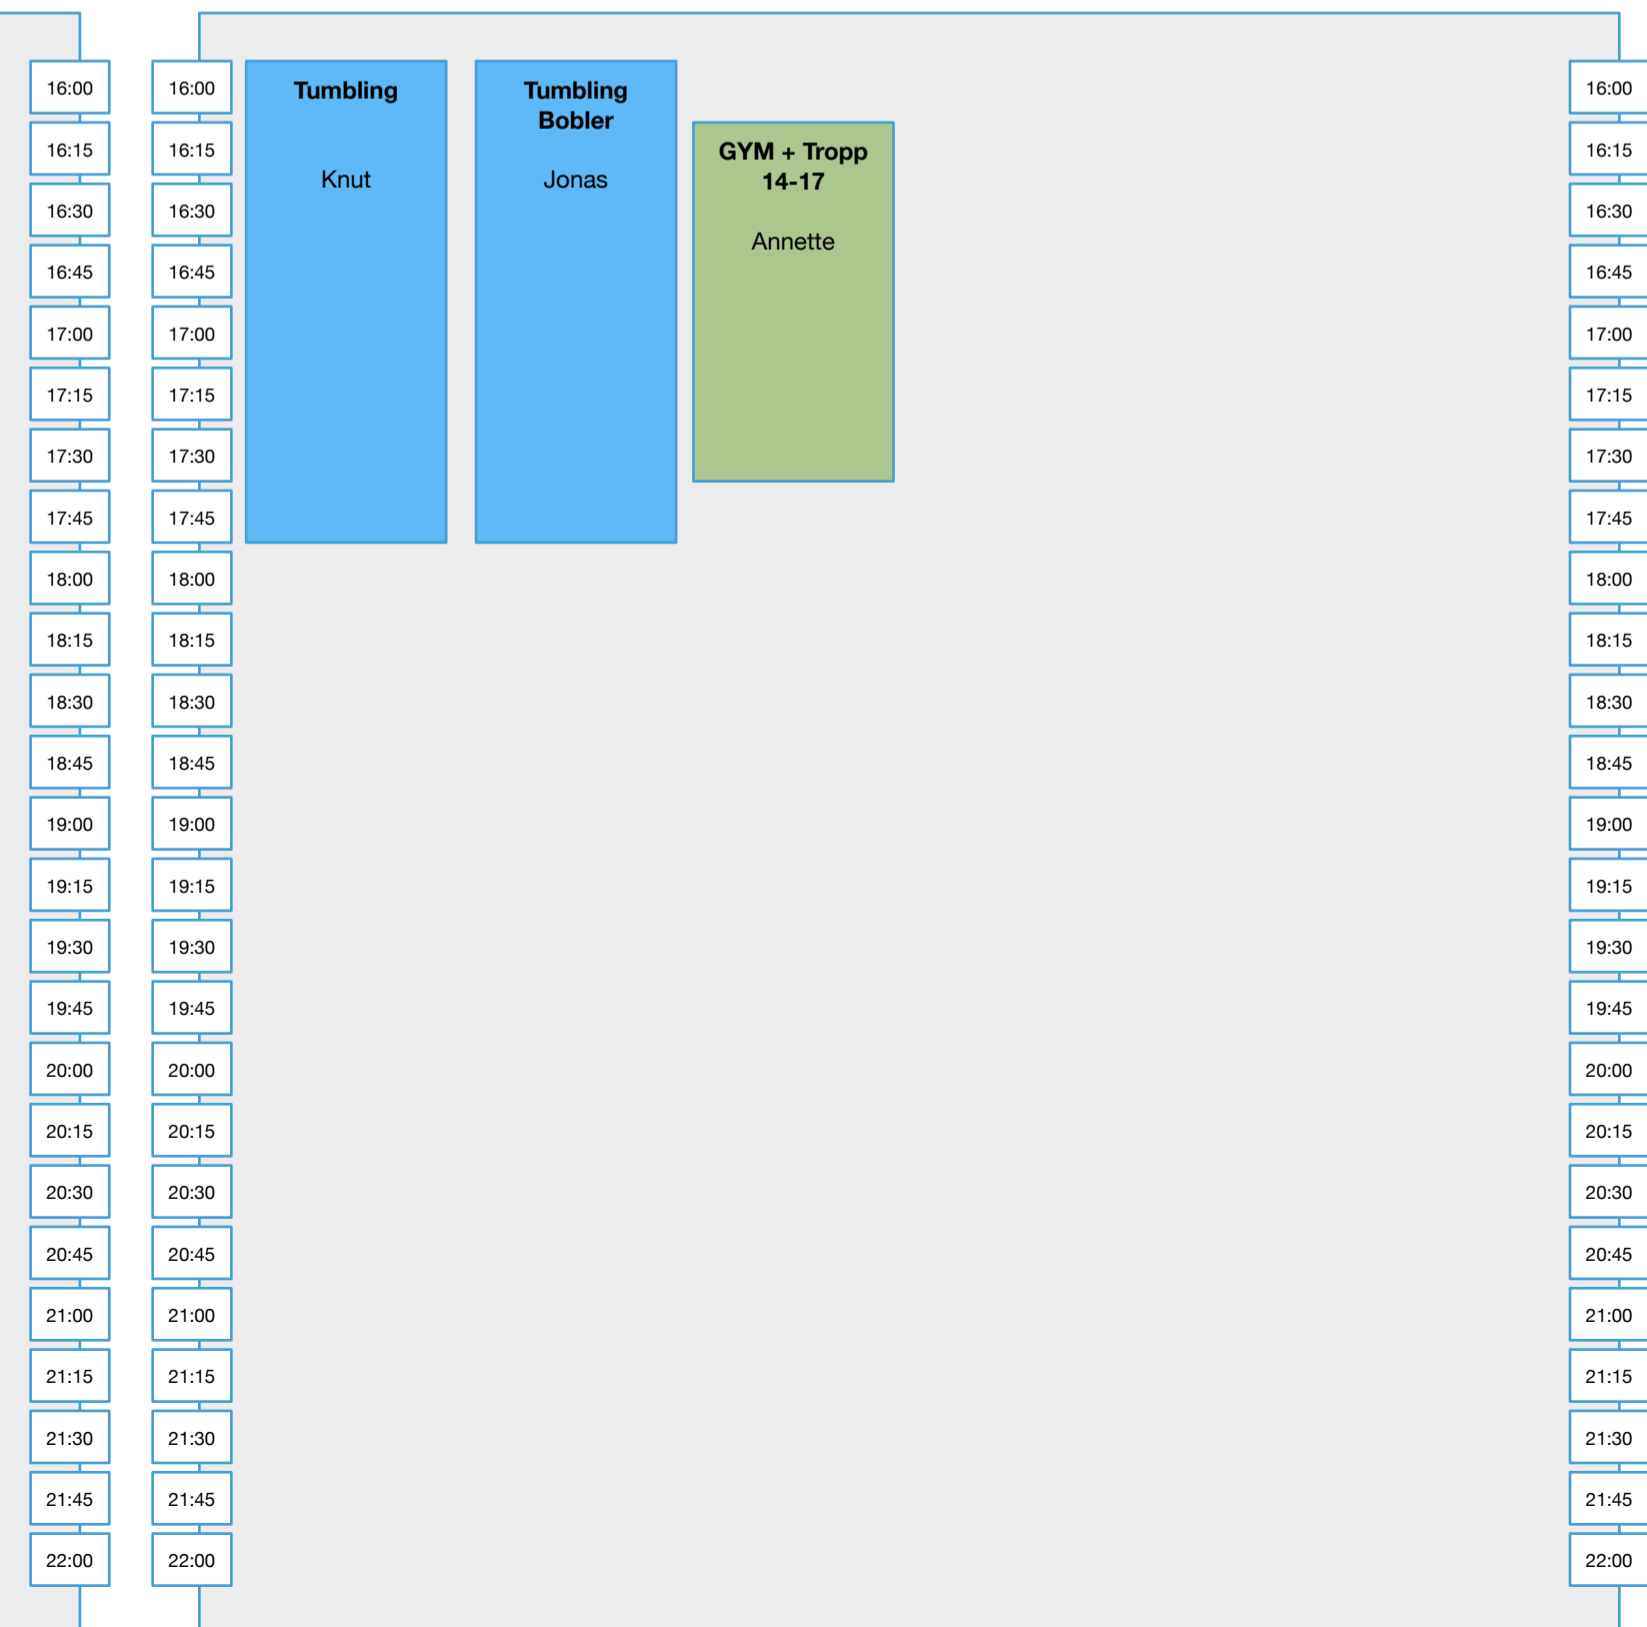 16:00 16:00 Tumbling Tumbling 16:00
Bobler
16:15 16:15 GYM + Tropp 16:15
Knut Jonas 14-17
16:30 16:30 16:30
Annette
16:45 16:45 16:45
17:00 17:00 17:00
17:15 17:15 17:15
17:30 17:30 17:30
17:45 17:45 17:45
18:00 18:00 18:00
18:15 18:15 18:15
18:30 18:30 18:30
18:45 18:45 18:45
19:00 19:00 19:00
19:15 19:15 19:15
19:30 19:30 19:30
19:45 19:45 19:45
20:00 20:00 20:00
20:15 20:15 20:15
20:30 20:30 20:30
20:45 20:45 20:45
21:00 21:00 21:00
21:15 21:15 21:15
21:30 21:30 21:30
21:45 21:45 21:45
22:00 22:00 22:00